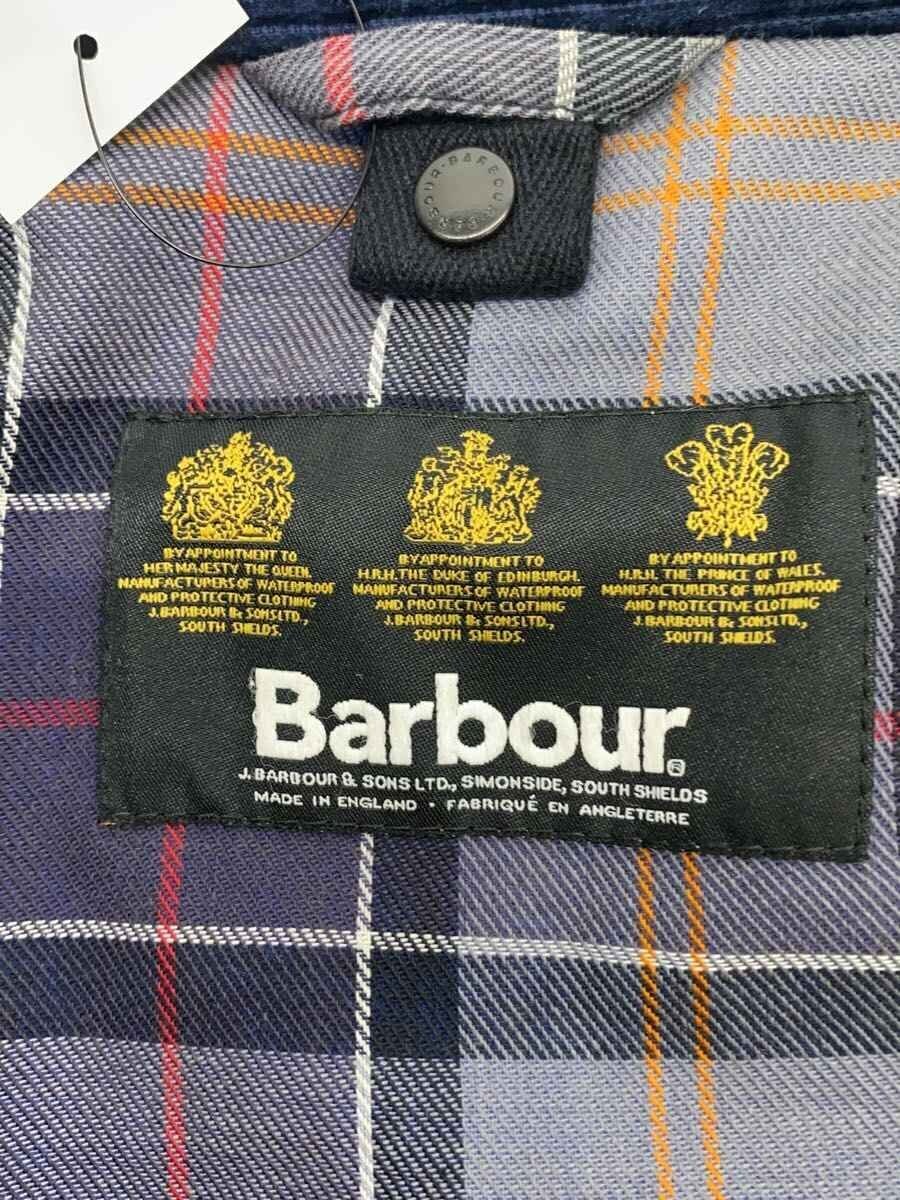 BARBOUR · BARBOUR
BY APPOINTMENT TO
HER MAJESTY THE QUEEN.
MANUFACTURERS OF WATERPROOF
AND PROTECTIVE CLOTHING
J. BARBOUR & SONS LTD.,
SOUTH SHIELDS.
BY APPOINTMENT TO
H.R.H. THE DUKE OF EDINBURGH.
MANUFACTURERS OF WATERPROOF
AND PROTECTIVE CLOTHING
J. BARBOUR & SONS LTD.,
SOUTH SHIELDS.
BY APPOINTMENT TO
H.R.H. THE PRINCE OF WALES.
MANUFACTURERS OF WATERPROOF
AND PROTECTIVE CLOTHING
J. BARBOUR & SONS LTD.,
SOUTH SHIELDS.
Barbour®
J. BARBOUR & SONS LTD., SIMONSIDE, SOUTH SHIELDS
MADE IN ENGLAND · FABRIQUÉ EN ANGLETERRE